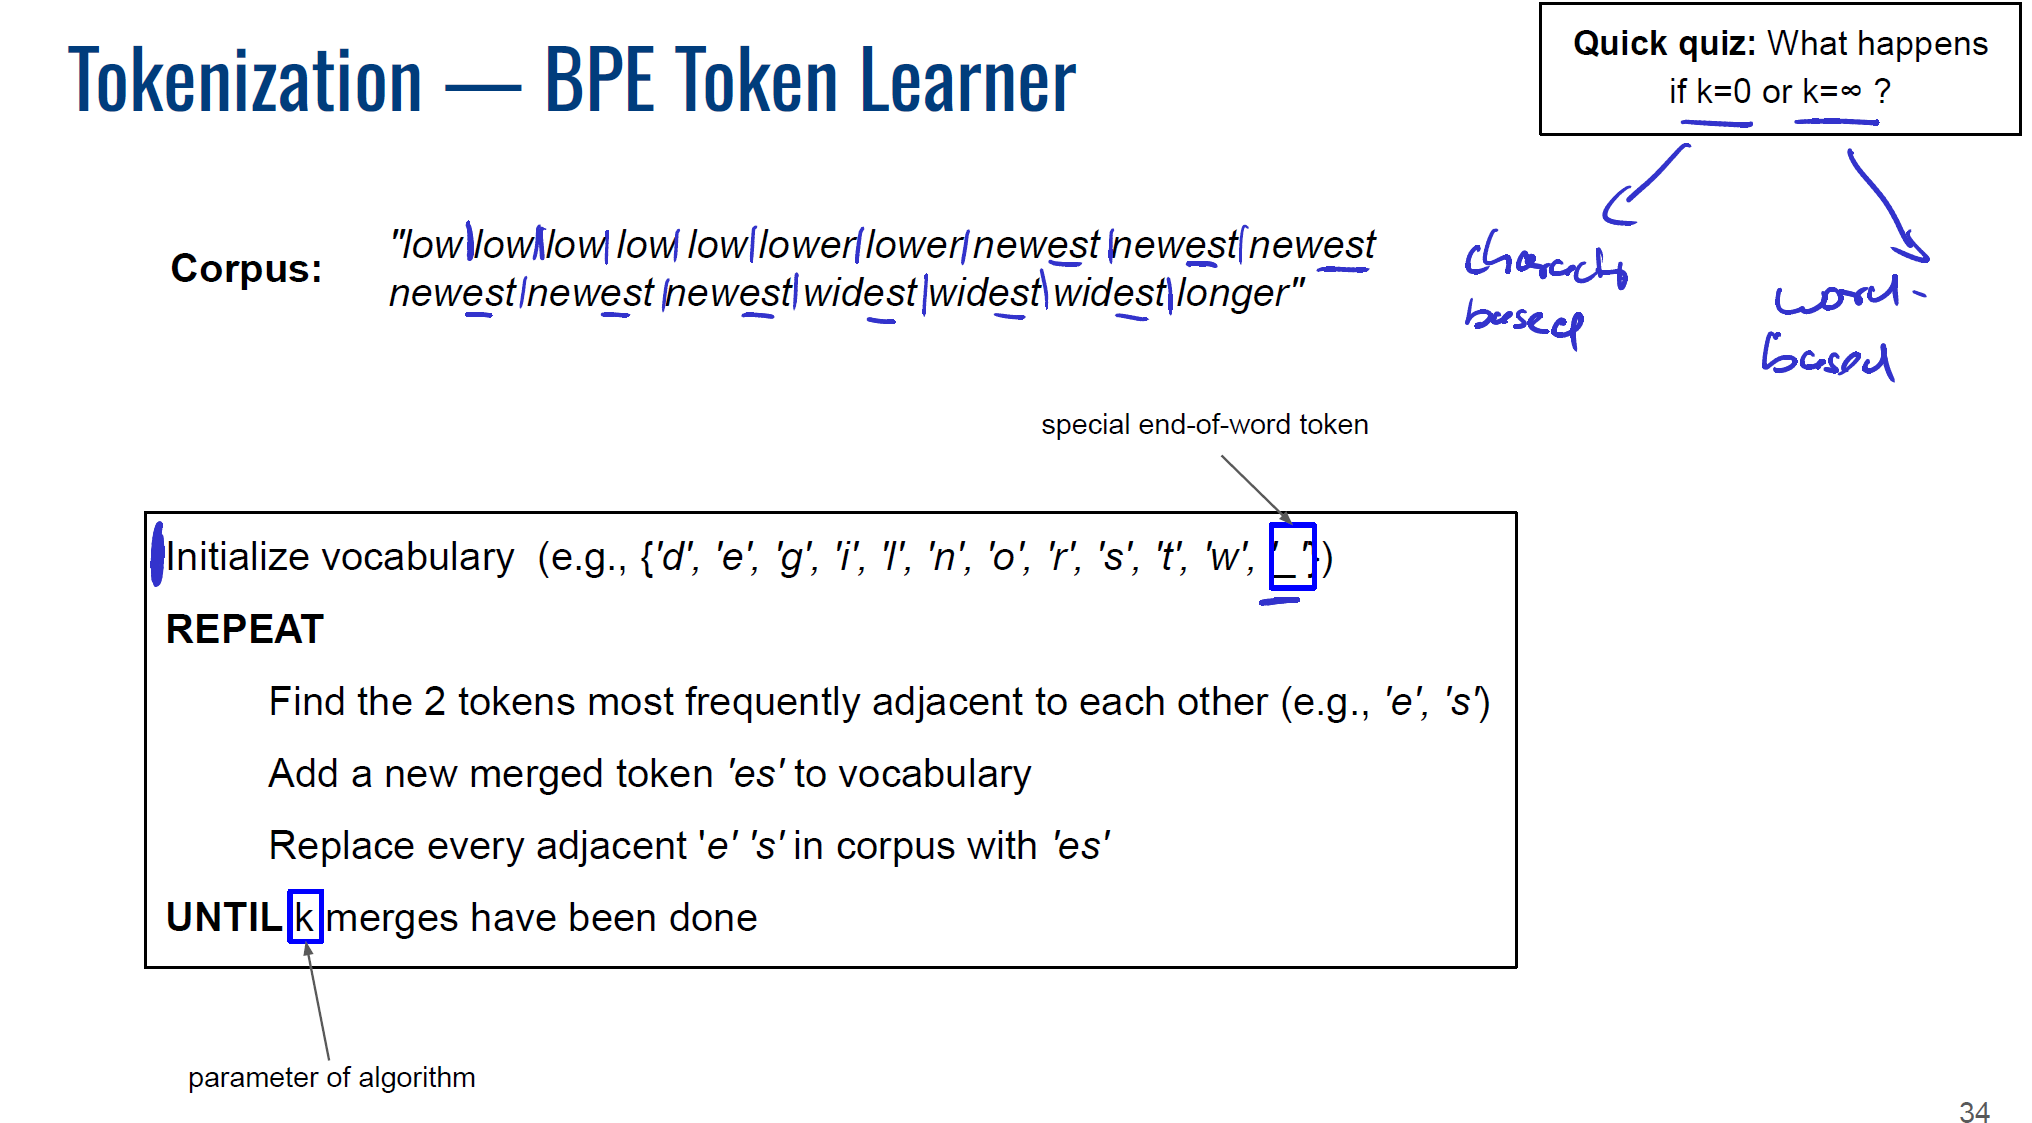 Tokenization — BPE Token Learner
Quick quiz: What happens
if k=0 or k=∞ ?
Corpus:
"low low low low low lower lower newest newest newest
newest newest newest widest widest widest longer"
character
based
word-
based
special end-of-word token
Initialize vocabulary (e.g., {'d', 'e', 'g', 'i', 'l', 'n', 'o', 'r', 's', 't', 'w', '_'})
REPEAT
Find the 2 tokens most frequently adjacent to each other (e.g., 'e', 's')
Add a new merged token 'es' to vocabulary
Replace every adjacent 'e' 's' in corpus with 'es'
UNTIL k merges have been done
parameter of algorithm
34